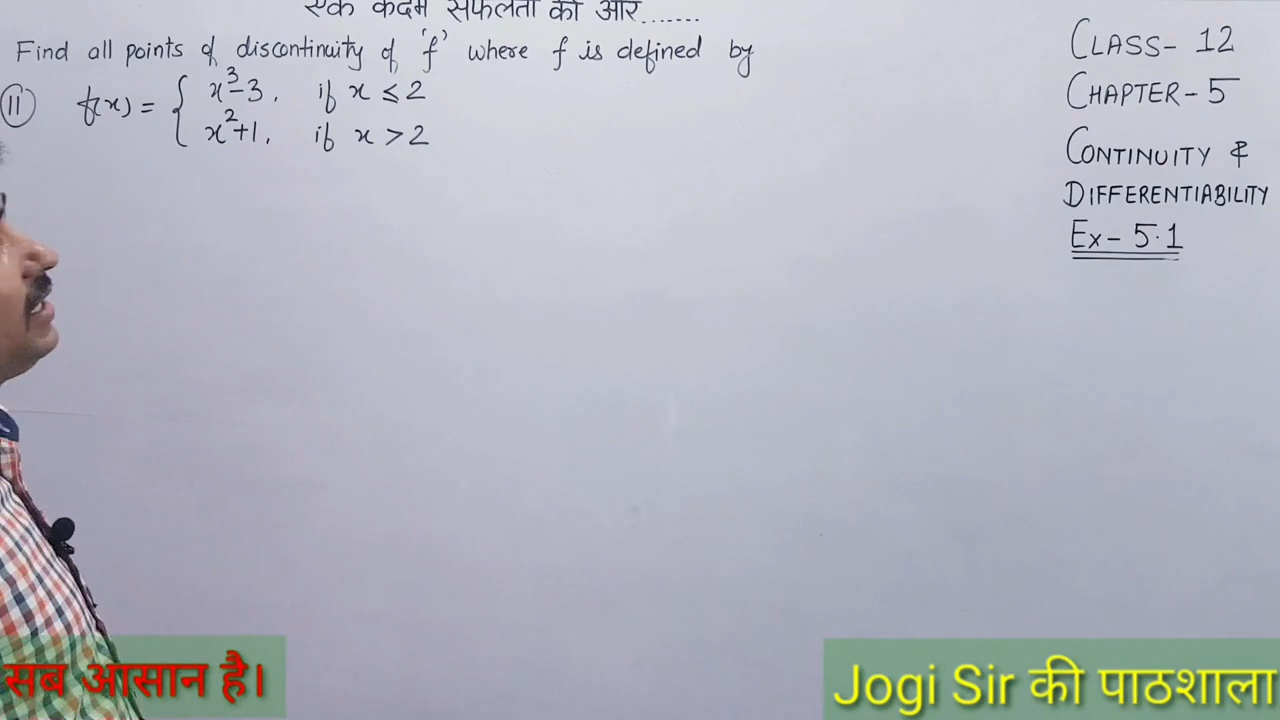 एक कदम सफलता की ओर.......
Find all points of discontinuity of 'f' where f is defined by
11 f(x) = { x³-3, if x ≤ 2
x²+1, if x > 2
CLASS- 12
CHAPTER- 5
CONTINUITY &
DIFFERENTIABILITY
Ex- 5.1
सब आसान है।
Jogi Sir की पाठशाला